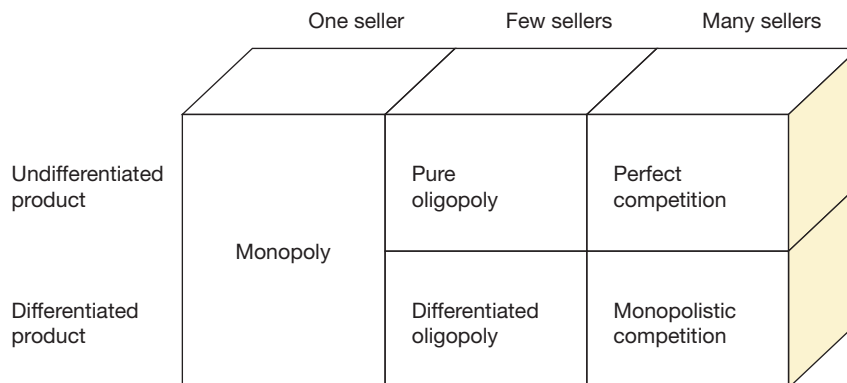 One seller
Few sellers
Many sellers
Undifferentiated
product
Pure
oligopoly
Perfect
competition
Monopoly
Differentiated
product
Differentiated
oligopoly
Monopolistic
competition